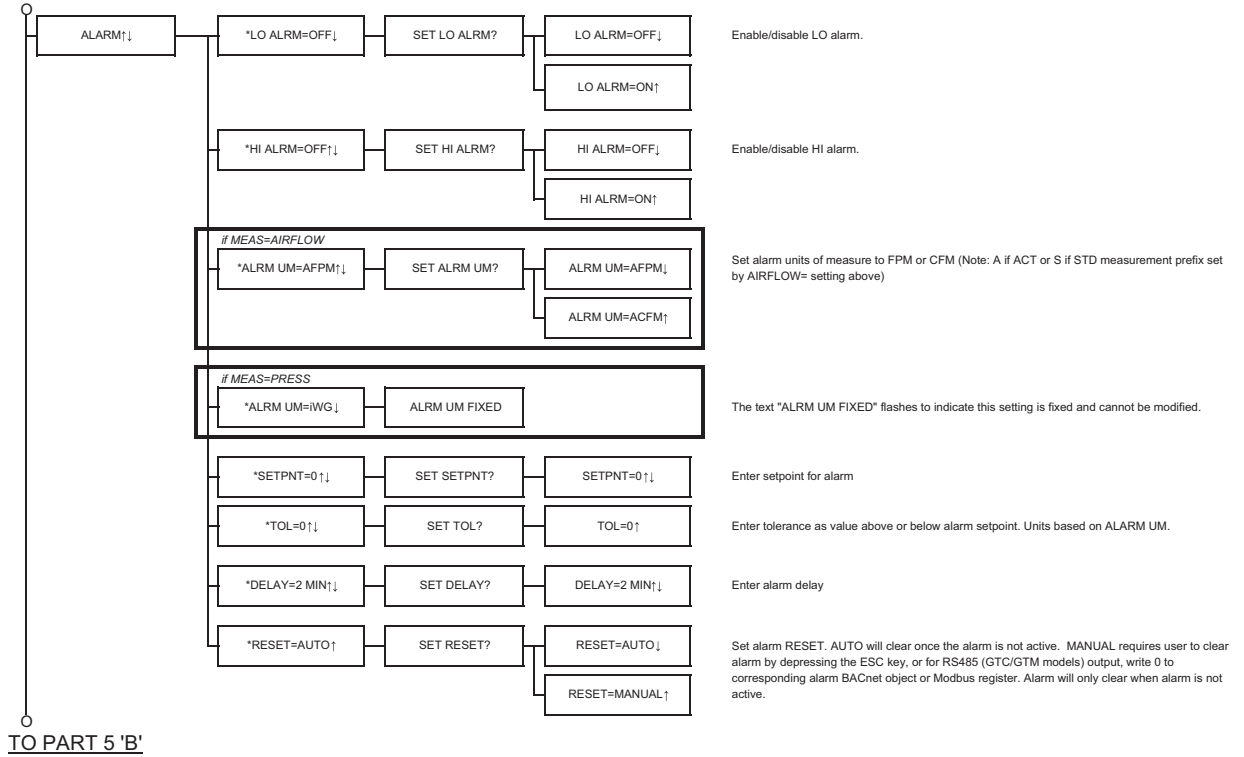 O
ALARM↑↓
*LO ALRM=OFF↓
SET LO ALRM?
LO ALRM=OFF↓
Enable/disable LO alarm.
LO ALRM=ON↑
*HI ALRM=OFF↑↓
SET HI ALRM?
HI ALRM=OFF↓
Enable/disable HI alarm.
HI ALRM=ON↑
if MEAS=AIRFLOW
*ALRM UM=AFPM↑↓
SET ALRM UM?
ALRM UM=AFPM↓
Set alarm units of measure to FPM or CFM (Note: A if ACT or S if STD measurement prefix set
by AIRFLOW= setting above)
ALRM UM=ACFM↑
if MEAS=PRESS
*ALRM UM=iWG↓
ALRM UM FIXED
The text "ALRM UM FIXED" flashes to indicate this setting is fixed and cannot be modified.
*SETPNT=0↑↓
SET SETPNT?
SETPNT=0↑↓
Enter setpoint for alarm
*TOL=0↑↓
SET TOL?
TOL=0↑
Enter tolerance as value above or below alarm setpoint. Units based on ALARM UM.
*DELAY=2 MIN↑↓
SET DELAY?
DELAY=2 MIN↑↓
Enter alarm delay
*RESET=AUTO↑
SET RESET?
RESET=AUTO↓
Set alarm RESET. AUTO will clear once the alarm is not active. MANUAL requires user to clear
alarm by depressing the ESC key, or for RS485 (GTC/GTM models) output, write 0 to
corresponding alarm BACnet object or Modbus register. Alarm will only clear when alarm is not
active.
RESET=MANUAL↑
O
TO PART 5 'B'